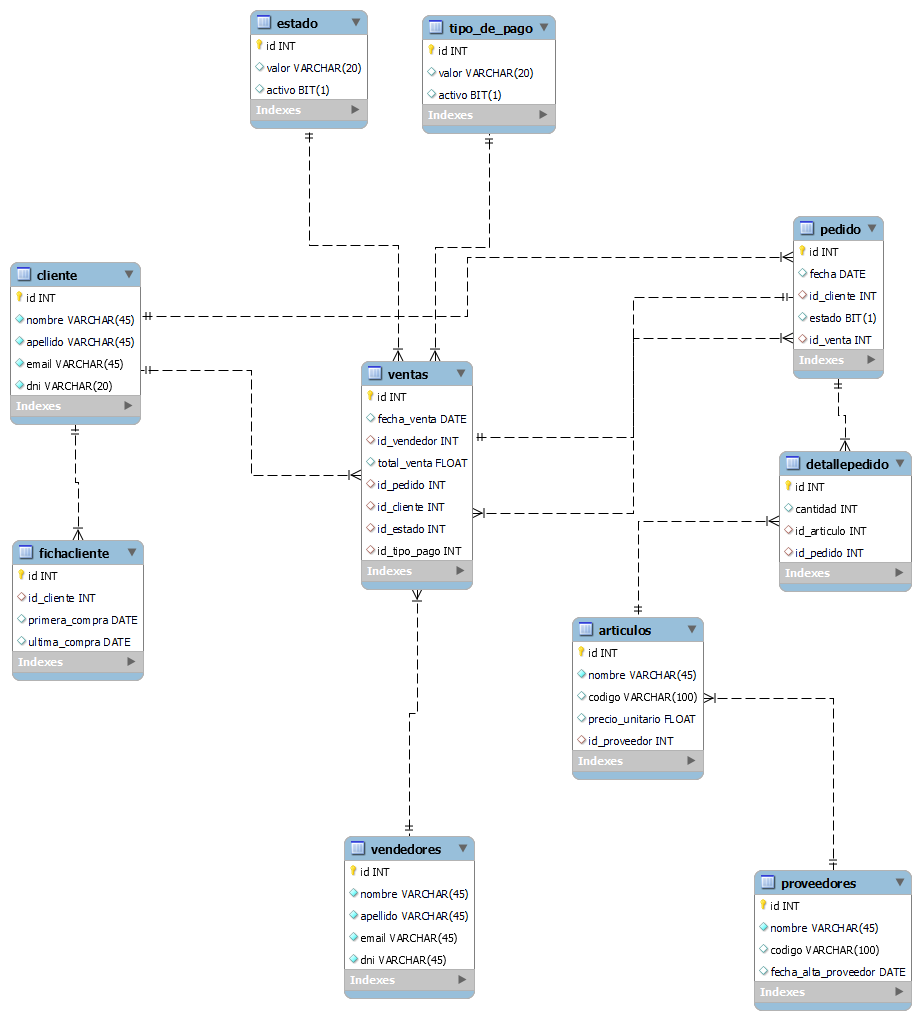 estado
id INT
valor VARCHAR(20)
activo BIT(1)
Indexes
tipo_de_pago
id INT
valor VARCHAR(20)
activo BIT(1)
Indexes
pedido
id INT
fecha DATE
id_cliente INT
estado BIT(1)
id_venta INT
Indexes
cliente
id INT
nombre VARCHAR(45)
apellido VARCHAR(45)
email VARCHAR(45)
dni VARCHAR(20)
Indexes
ventas
id INT
fecha_venta DATE
id_vendedor INT
total_venta FLOAT
id_pedido INT
id_cliente INT
id_estado INT
id_tipo_pago INT
Indexes
detallepedido
id INT
cantidad INT
id_articulo INT
id_pedido INT
Indexes
fichacliente
id INT
id_cliente INT
primera_compra DATE
ultima_compra DATE
Indexes
articulos
id INT
nombre VARCHAR(45)
codigo VARCHAR(100)
precio_unitario FLOAT
id_proveedor INT
Indexes
vendedores
id INT
nombre VARCHAR(45)
apellido VARCHAR(45)
email VARCHAR(45)
dni VARCHAR(45)
Indexes
proveedores
id INT
nombre VARCHAR(45)
codigo VARCHAR(100)
fecha_alta_proveedor DATE
Indexes